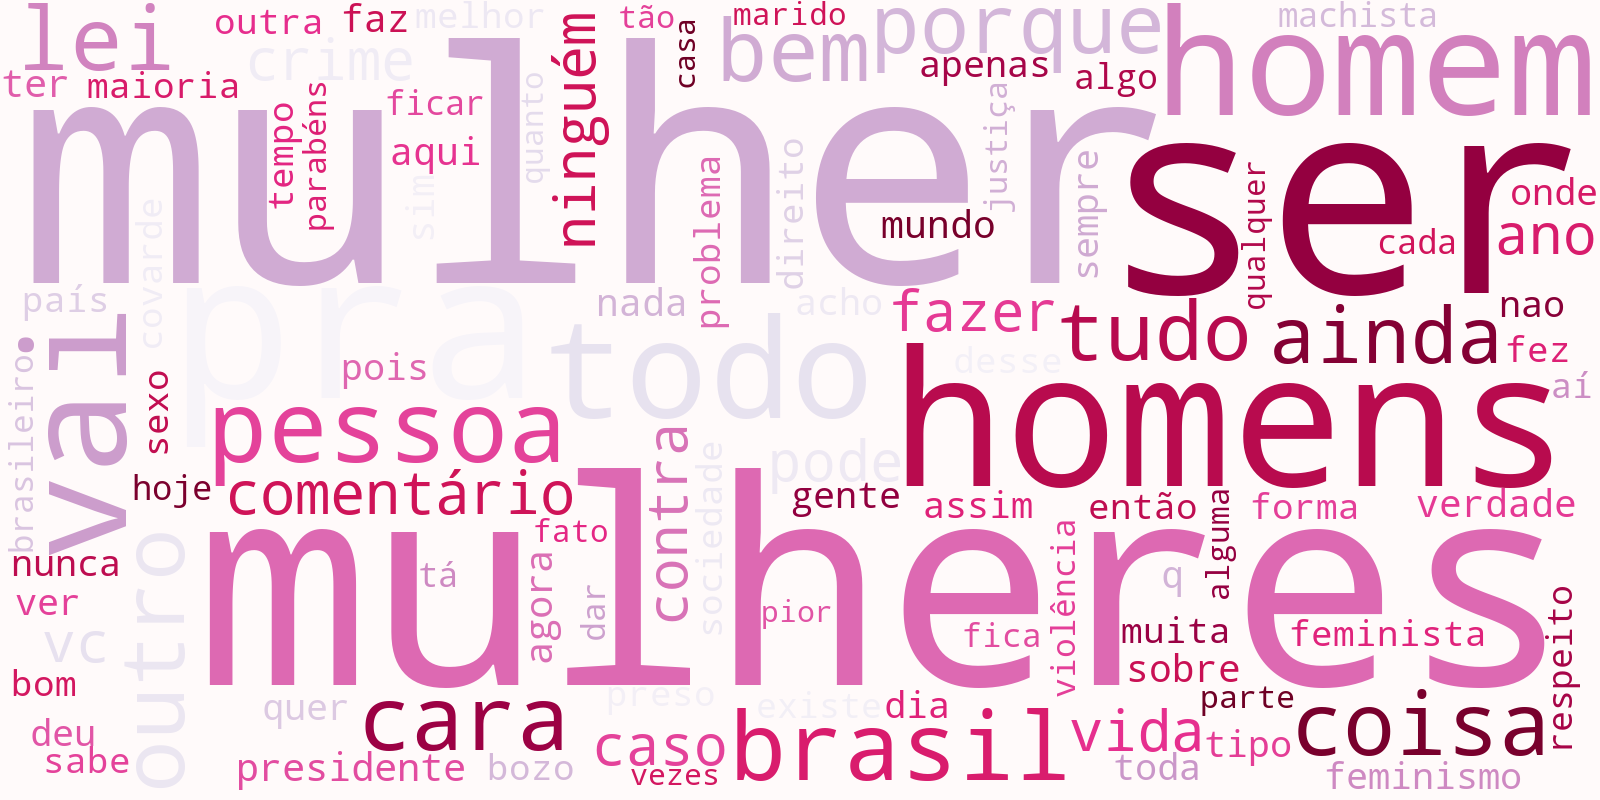 lei
outra
faz
melhor
tão
marido
machista
crime
casa
bem
porque
homem
ter
maioria
ficar
quanto
ninguém
apenas
algo
mulher
tempo
parabéns
aqui
sim
problema
direito
justiça
sempre
mundo
ser
qualquer
onde
cada
ano
país
covarde
pra
nada
acho
fazer
tudo
ainda
nao
fez
vai
brasileiro
sexo
pois
todo
desse
homens
aí
pessoa
contra
sociedade
pode
hoje
comentário
gente
assim
então
alguma
forma
verdade
nunca
outro
mulheres
fato
tá
agora
dar
pior
violência
q
ver
vc
fica
muita
feminista
respeito
sobre
bom
quer
cara
preso
existe
dia
parte
deu
caso
brasil
vida
tipo
coisa
sabe
presidente
bozo
vezes
toda
feminismo